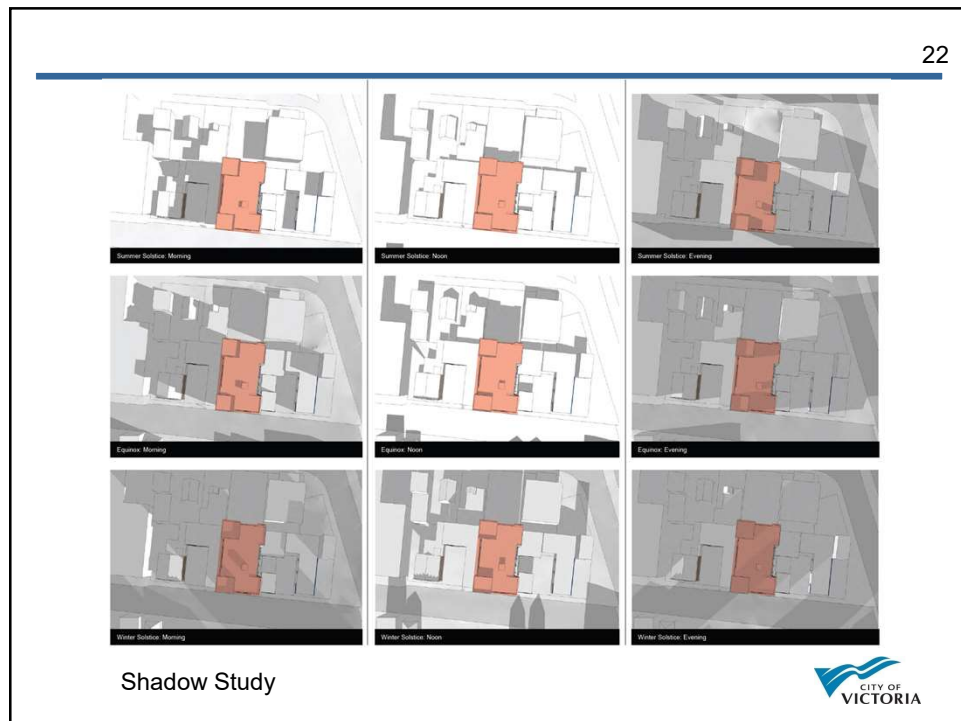 22
Summer Solstice: Morning
Summer Solstice: Noon
Summer Solstice: Evening
Equinox: Morning
Equinox: Noon
Equinox: Evening
Winter Solstice: Morning
Winter Solstice: Noon
Winter Solstice: Evening
Shadow Study
CITY OF
VICTORIA